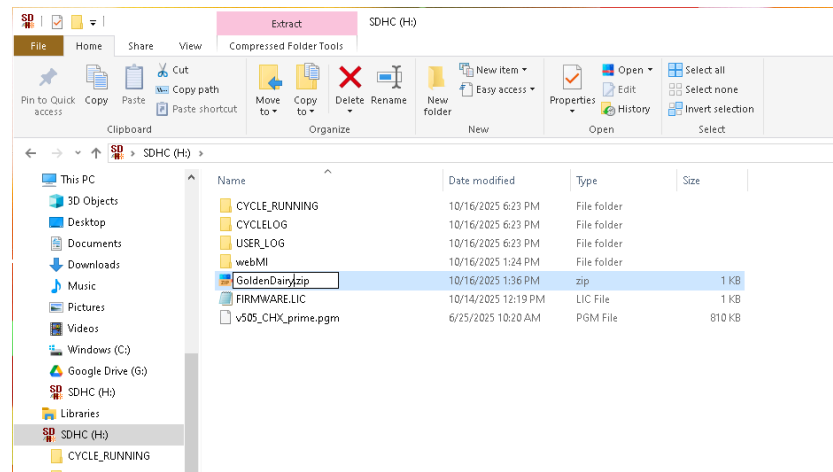 Extract
SDHC (H:)
File
Home
Share
View
Compressed Folder Tools
Pin to Quick access
Copy
Paste
Cut
Copy path
Paste shortcut
Clipboard
Move to
Copy to
Delete
Rename
Organize
New folder
New item
Easy access
New
Properties
Open
Edit
History
Open
Select all
Select none
Invert selection
Select
SDHC (H:)
This PC
3D Objects
Desktop
Documents
Downloads
Music
Pictures
Videos
Windows (C:)
Google Drive (G:)
SDHC (H:)
Libraries
SDHC (H:)
CYCLE_RUNNING
Name Date modified Type Size
CYCLE_RUNNING 10/16/2025 6:23 PM File folder
CYCLELOG 10/16/2025 6:23 PM File folder
USER_LOG 10/16/2025 6:23 PM File folder
webMI 10/16/2025 1:24 PM File folder
GoldenDairy.zip 10/16/2025 1:36 PM zip 1 KB
FIRMWARE.LIC 10/14/2025 12:19 PM LIC File 1 KB
v505_CHX_prime.pgm 6/25/2025 10:20 AM PGM File 810 KB